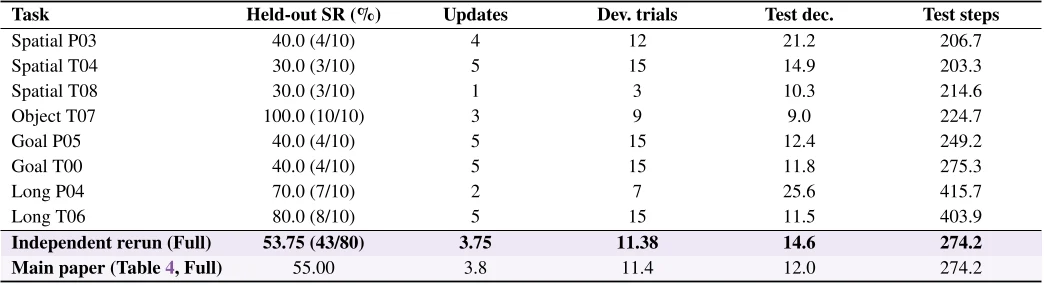 Task Held-out SR (%) Updates Dev. trials Test dec. Test steps
Spatial P03 40.0 (4/10) 4 12 21.2 206.7
Spatial T04 30.0 (3/10) 5 15 14.9 203.3
Spatial T08 30.0 (3/10) 1 3 10.3 214.6
Object T07 100.0 (10/10) 3 9 9.0 224.7
Goal P05 40.0 (4/10) 5 15 12.4 249.2
Goal T00 40.0 (4/10) 5 15 11.8 275.3
Long P04 70.0 (7/10) 2 7 25.6 415.7
Long T06 80.0 (8/10) 5 15 11.5 403.9
Independent rerun (Full) 53.75 (43/80) 3.75 11.38 14.6 274.2
Main paper (Table 4, Full) 55.00 3.8 11.4 12.0 274.2